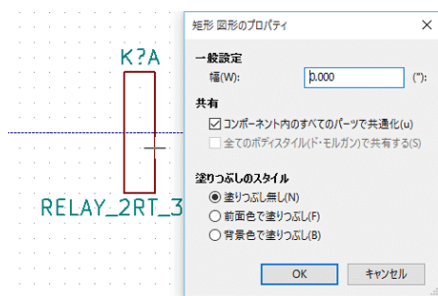 矩形 図形のプロパティ
K?A
一般設定
幅(W): 0.000 ("):
共有
コンポーネント内のすべてのパーツで共通化(u)
全てのボディスタイル(ド・モルガン)で共有する(S)
塗りつぶしのスタイル
塗りつぶし無し(N)
前面色で塗りつぶし(F)
背景色で塗りつぶし(B)
RELAY_2RT_3
OK キャンセル